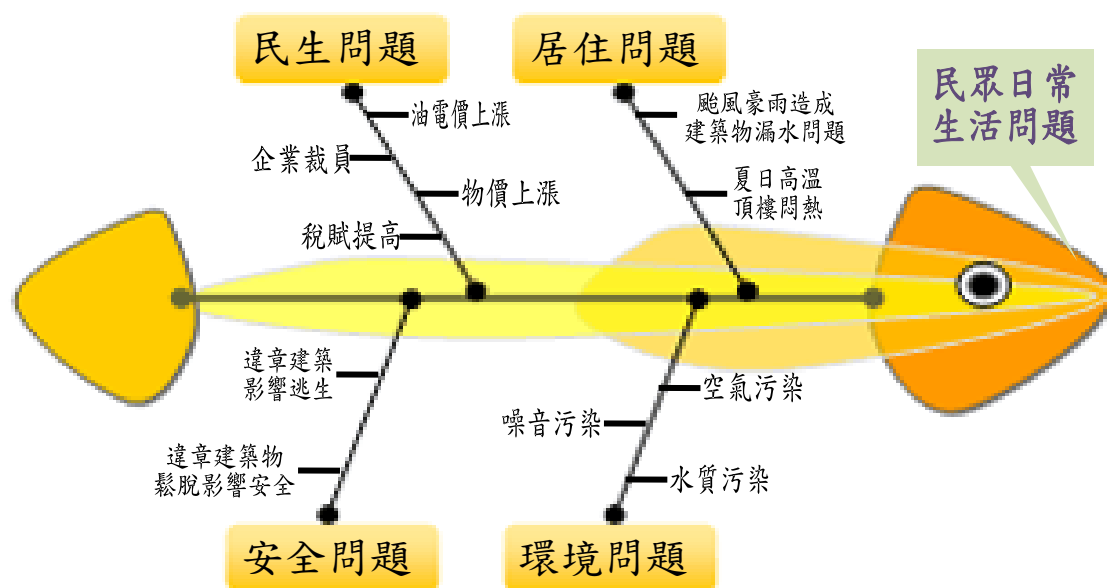 民生問題
居住問題
民眾日常
生活問題
油電價上漲
企業裁員
物價上漲
稅賦提高
颱風豪雨造成
建築物漏水問題
夏日高溫
頂樓悶熱
違章建築
影響逃生
違章建築物
鬆脫影響安全
空氣污染
噪音污染
水質污染
安全問題
環境問題